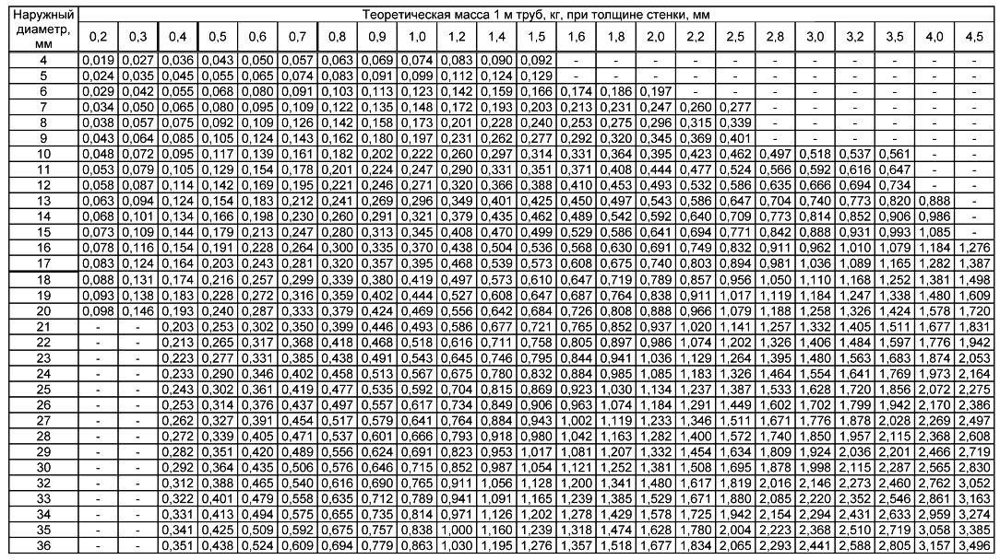 Наружный диаметр, мм | Теоретическая масса 1 м труб, кг, при толщине стенки, мм
0,2 0,3 0,4 0,5 0,6 0,7 0,8 0,9 1,0 1,2 1,4 1,5 1,6 1,8 2,0 2,2 2,5 2,8 3,0 3,2 3,5 4,0 4,5
4 0,019 0,027 0,036 0,043 0,050 0,057 0,063 0,069 0,074 0,083 0,090 0,092 - - - - - - - - - - -
5 0,024 0,035 0,045 0,055 0,065 0,074 0,083 0,091 0,099 0,112 0,124 0,129 - - - - - - - - - - -
6 0,029 0,042 0,055 0,068 0,080 0,091 0,103 0,113 0,123 0,142 0,159 0,166 0,174 0,186 0,197 - - - - - - - -
7 0,034 0,050 0,065 0,080 0,095 0,109 0,122 0,135 0,148 0,172 0,193 0,203 0,213 0,231 0,247 0,260 0,277 - - - - - -
8 0,038 0,057 0,075 0,092 0,109 0,126 0,142 0,158 0,173 0,201 0,228 0,240 0,253 0,275 0,296 0,315 0,339 - - - - - -
9 0,043 0,064 0,085 0,105 0,124 0,143 0,162 0,180 0,197 0,231 0,262 0,277 0,292 0,320 0,345 0,369 0,401 - - - - - -
10 0,048 0,072 0,095 0,117 0,139 0,161 0,182 0,202 0,222 0,260 0,297 0,314 0,331 0,364 0,395 0,423 0,462 0,497 0,518 0,537 0,561 - -
11 0,053 0,079 0,105 0,129 0,154 0,178 0,201 0,224 0,247 0,290 0,331 0,351 0,371 0,408 0,444 0,477 0,524 0,566 0,592 0,616 0,647 - -
12 0,058 0,087 0,114 0,142 0,169 0,195 0,221 0,246 0,271 0,320 0,366 0,388 0,410 0,453 0,493 0,532 0,586 0,635 0,666 0,694 0,734 - -
13 0,063 0,094 0,124 0,154 0,183 0,212 0,241 0,269 0,296 0,349 0,401 0,425 0,450 0,497 0,543 0,586 0,647 0,704 0,740 0,773 0,820 0,888 -
14 0,068 0,101 0,134 0,166 0,198 0,230 0,260 0,291 0,321 0,379 0,435 0,462 0,489 0,542 0,592 0,640 0,709 0,773 0,814 0,852 0,906 0,986 -
15 0,073 0,109 0,144 0,179 0,213 0,247 0,280 0,313 0,345 0,408 0,470 0,499 0,529 0,586 0,641 0,694 0,771 0,842 0,888 0,931 0,993 1,085 -
16 0,078 0,116 0,154 0,191 0,228 0,264 0,300 0,335 0,370 0,438 0,504 0,536 0,568 0,630 0,691 0,749 0,832 0,911 0,962 1,010 1,079 1,184 1,276
17 0,083 0,124 0,164 0,203 0,243 0,281 0,320 0,357 0,395 0,468 0,539 0,573 0,608 0,675 0,740 0,803 0,894 0,981 1,036 1,089 1,165 1,282 1,387
18 0,088 0,131 0,174 0,216 0,257 0,299 0,339 0,380 0,419 0,497 0,573 0,610 0,647 0,719 0,789 0,857 0,956 1,050 1,110 1,168 1,252 1,381 1,498
19 0,093 0,138 0,183 0,228 0,272 0,316 0,359 0,402 0,444 0,527 0,608 0,647 0,687 0,764 0,838 0,911 1,017 1,119 1,184 1,247 1,338 1,480 1,609
20 0,098 0,146 0,193 0,240 0,287 0,333 0,379 0,424 0,469 0,556 0,642 0,684 0,726 0,808 0,888 0,966 1,079 1,188 1,258 1,326 1,424 1,578 1,720
21 - - 0,203 0,253 0,302 0,350 0,399 0,446 0,493 0,586 0,677 0,721 0,765 0,852 0,937 1,020 1,141 1,257 1,332 1,405 1,511 1,677 1,831
22 - - 0,213 0,265 0,317 0,368 0,418 0,468 0,518 0,616 0,711 0,758 0,805 0,897 0,986 1,074 1,202 1,326 1,406 1,484 1,597 1,776 1,942
23 - - 0,223 0,277 0,331 0,385 0,438 0,491 0,543 0,645 0,746 0,795 0,844 0,941 1,036 1,129 1,264 1,395 1,480 1,563 1,683 1,874 2,053
24 - - 0,233 0,290 0,346 0,402 0,458 0,513 0,567 0,675 0,780 0,832 0,884 0,985 1,085 1,183 1,326 1,464 1,554 1,641 1,769 1,973 2,164
25 - - 0,243 0,302 0,361 0,419 0,477 0,535 0,592 0,704 0,815 0,869 0,923 1,030 1,134 1,237 1,387 1,533 1,628 1,720 1,856 2,072 2,275
26 - - 0,253 0,314 0,376 0,437 0,497 0,557 0,617 0,734 0,849 0,906 0,963 1,074 1,184 1,291 1,449 1,602 1,702 1,799 1,942 2,170 2,386
27 - - 0,262 0,327 0,391 0,454 0,517 0,579 0,641 0,764 0,884 0,943 1,002 1,119 1,233 1,346 1,511 1,671 1,776 1,878 2,028 2,269 2,497
28 - - 0,272 0,339 0,405 0,471 0,537 0,601 0,666 0,793 0,918 0,980 1,042 1,163 1,282 1,400 1,572 1,740 1,850 1,957 2,115 2,368 2,608
29 - - 0,282 0,351 0,420 0,489 0,556 0,624 0,691 0,823 0,953 1,017 1,081 1,207 1,332 1,454 1,634 1,809 1,924 2,036 2,201 2,466 2,719
30 - - 0,292 0,364 0,435 0,506 0,576 0,646 0,715 0,852 0,987 1,054 1,121 1,252 1,381 1,508 1,695 1,878 1,998 2,115 2,287 2,565 2,830
32 - - 0,312 0,388 0,465 0,540 0,616 0,690 0,765 0,911 1,056 1,128 1,200 1,341 1,480 1,617 1,819 2,016 2,146 2,273 2,460 2,762 3,052
33 - - 0,322 0,401 0,479 0,558 0,635 0,712 0,789 0,941 1,091 1,165 1,239 1,385 1,529 1,671 1,880 2,085 2,220 2,352 2,546 2,861 3,163
34 - - 0,331 0,413 0,494 0,575 0,655 0,735 0,814 0,971 1,126 1,202 1,278 1,429 1,578 1,725 1,942 2,154 2,294 2,431 2,633 2,959 3,274
35 - - 0,341 0,425 0,509 0,592 0,675 0,757 0,838 1,000 1,160 1,239 1,318 1,474 1,628 1,780 2,004 2,223 2,368 2,510 2,719 3,058 3,385
36 - - 0,351 0,438 0,524 0,609 0,694 0,779 0,863 1,030 1,195 1,276 1,357 1,518 1,677 1,834 2,065 2,293 2,441 2,588 2,805 3,157 3,496